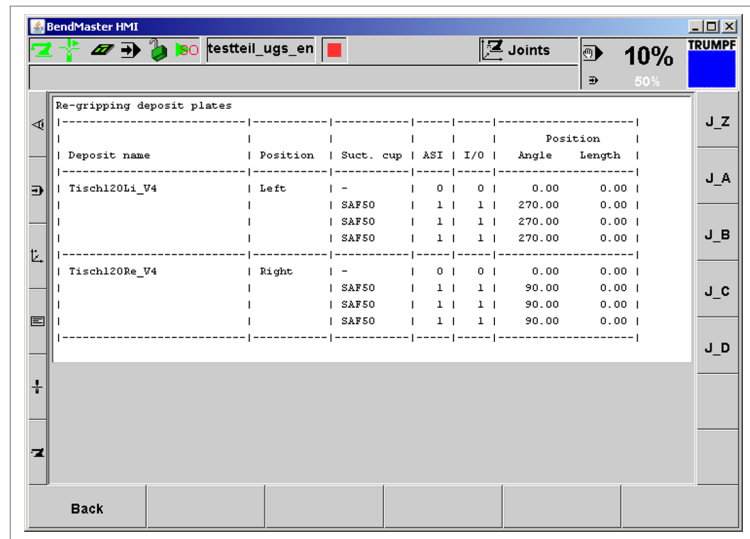 BendMaster HMI
SO testteil_ugs_en Joints 10% TRUMPF
50%
Re-gripping deposit plates
|----------------------------|------------|-------------|-----|-----|---------------------|
| | | | | | Position |
| Deposit name | Position | Suct. cup | ASI | I/O | Angle Length |
|----------------------------|------------|-------------|-----|-----|---------------------|
| Tisch120Li_V4 | Left | - | 0 | 0 | 0.00 0.00 |
| | | SAF50 | 1 | 1 | 270.00 0.00 |
| | | SAF50 | 1 | 1 | 270.00 0.00 |
| | | SAF50 | 1 | 1 | 270.00 0.00 |
|----------------------------|------------|-------------|-----|-----|---------------------|
| Tisch120Re_V4 | Right | - | 0 | 0 | 0.00 0.00 |
| | | SAF50 | 1 | 1 | 90.00 0.00 |
| | | SAF50 | 1 | 1 | 90.00 0.00 |
| | | SAF50 | 1 | 1 | 90.00 0.00 |
|----------------------------|------------|-------------|-----|-----|---------------------|
J_Z
J_A
J_B
J_C
J_D
Back